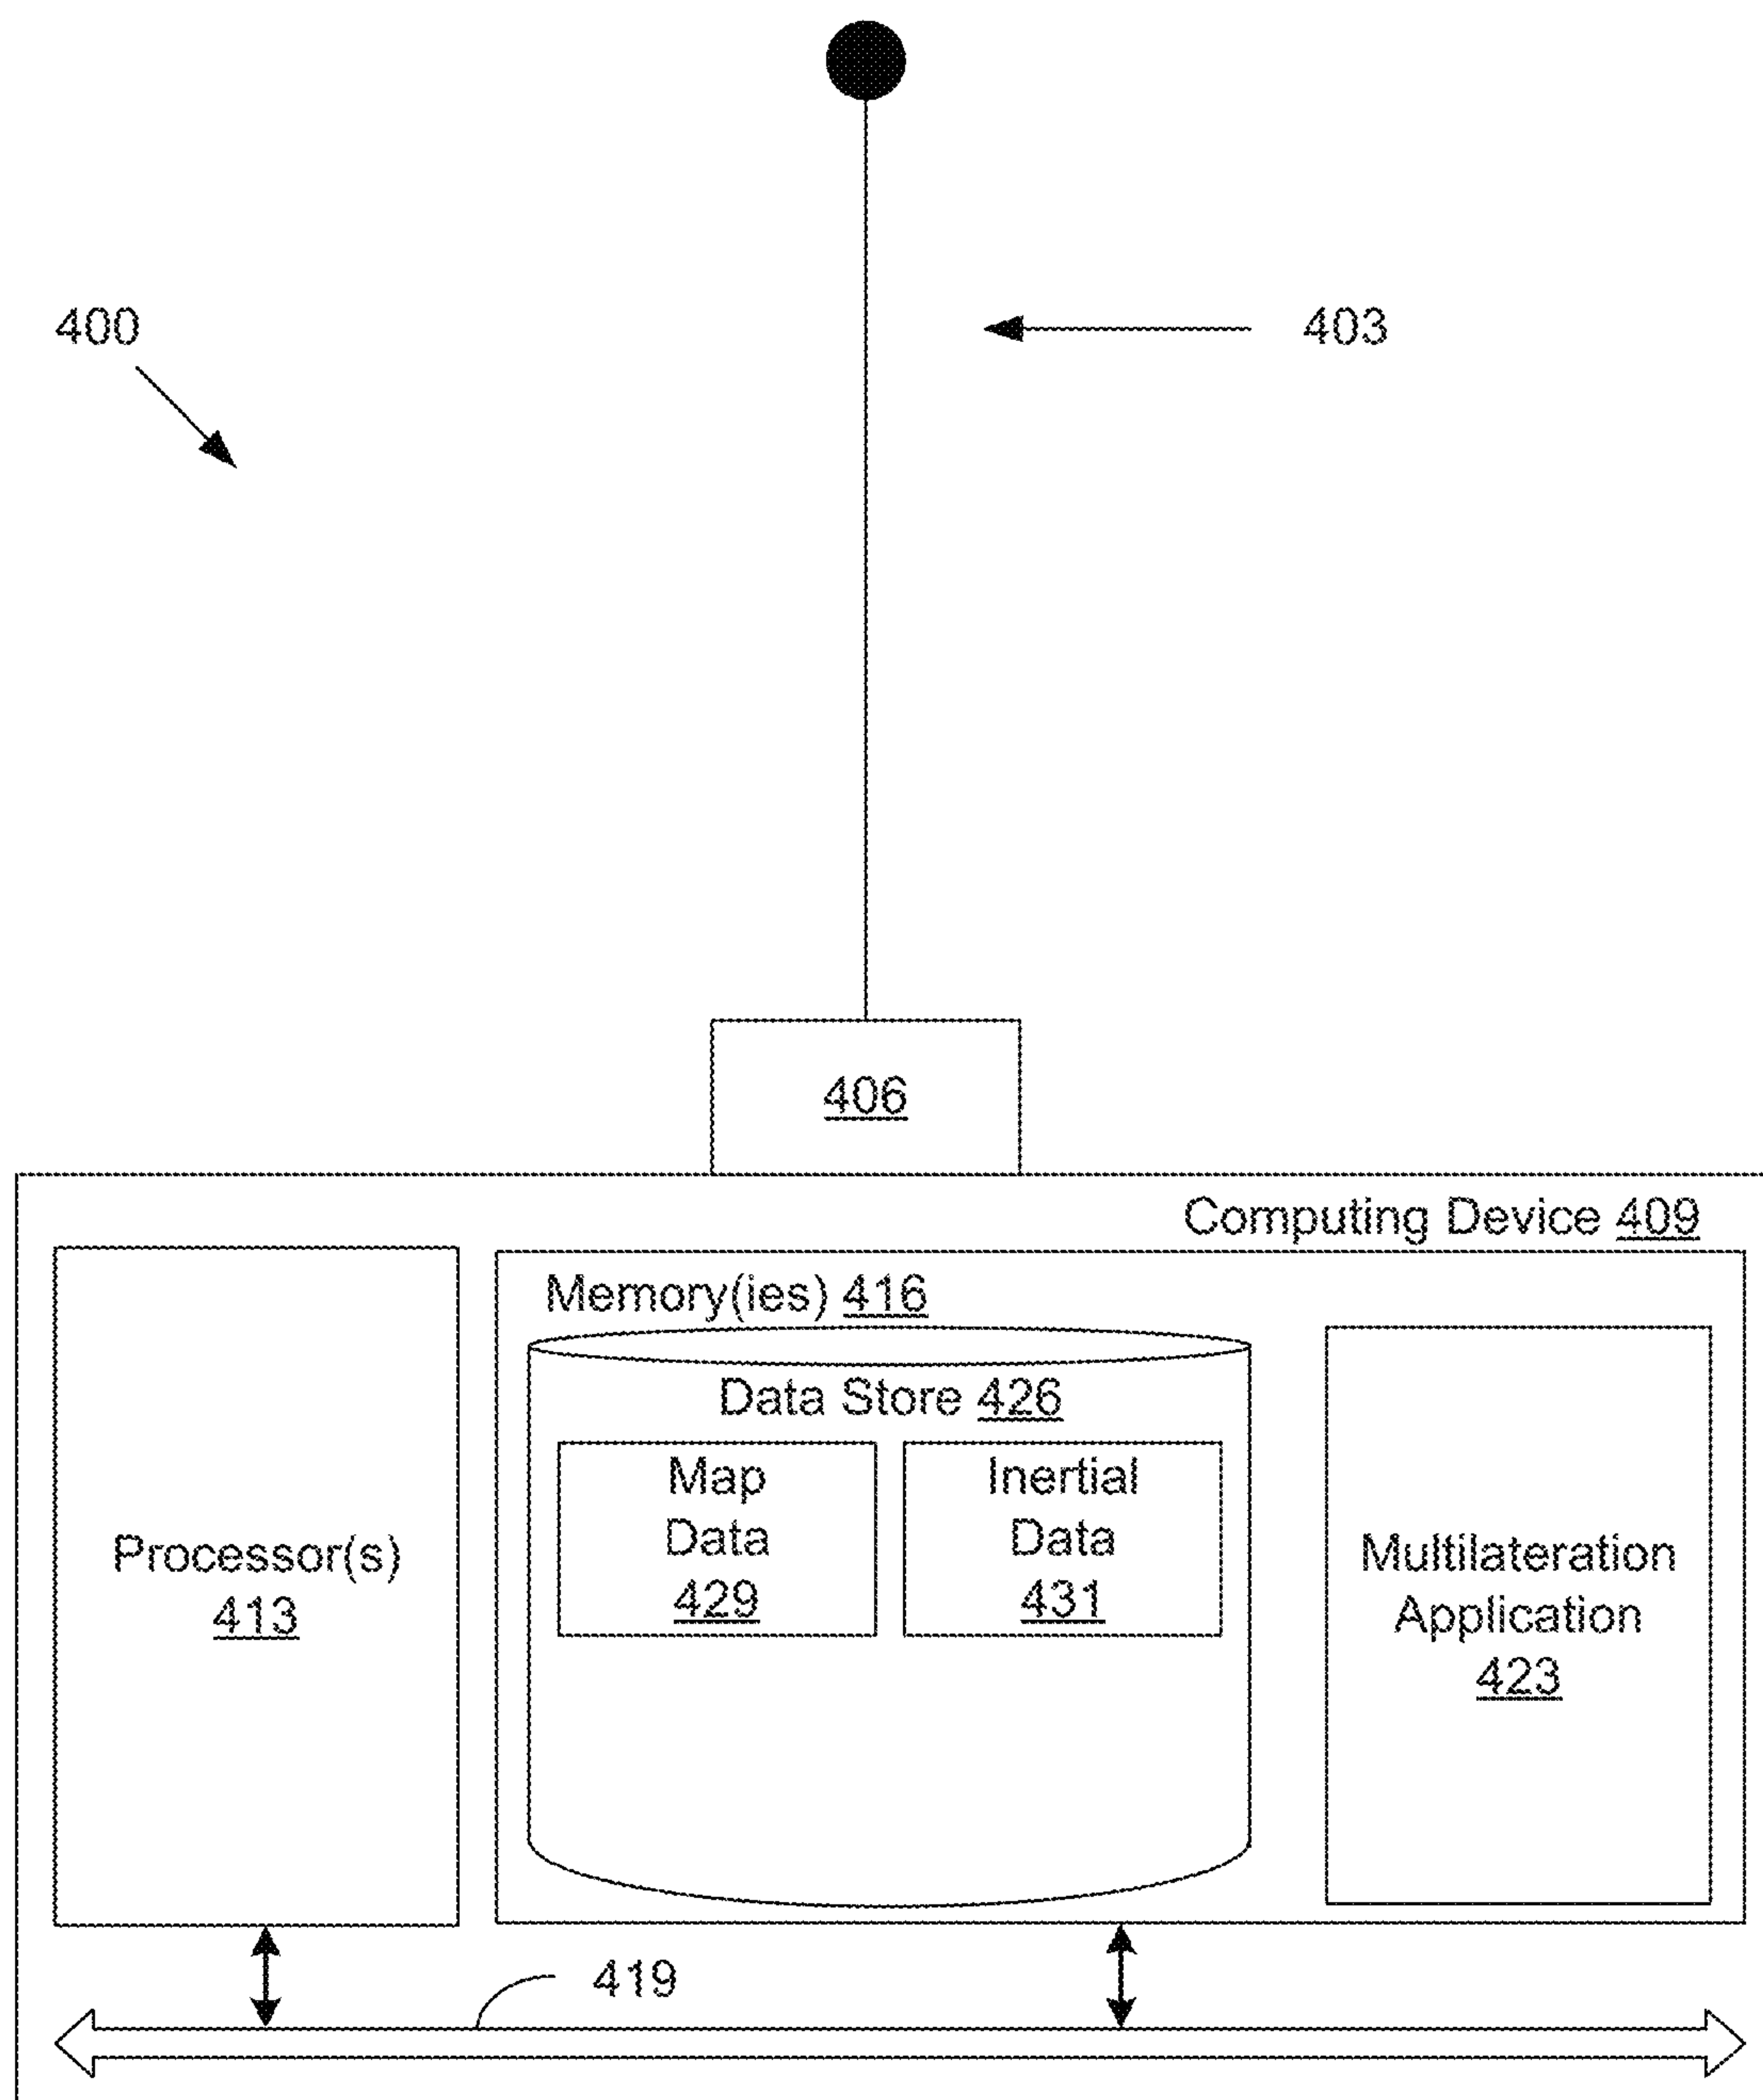 400
403
406
Computing Device 409
Memory(ies) 416
Data Store 426
Map
Data
429
Inertial
Data
431
Processor(s)
413
Multilateration
Application
423
419